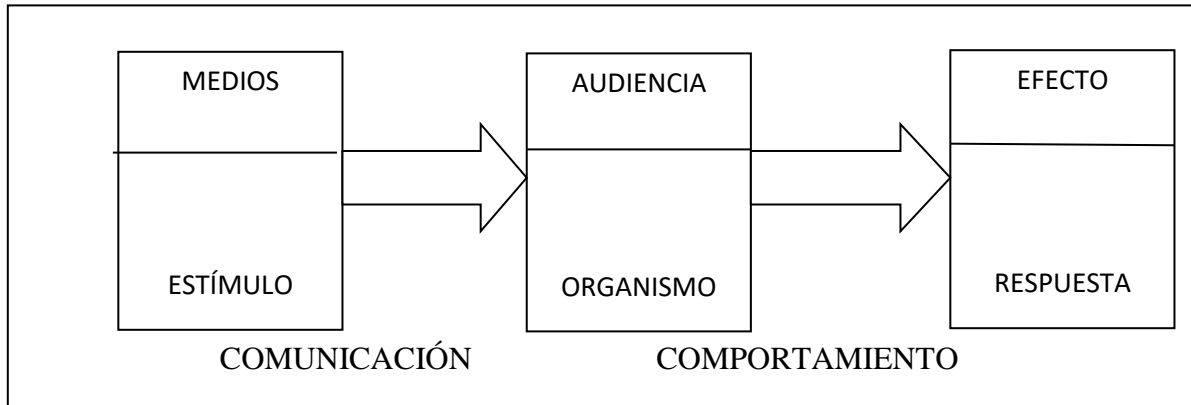 MEDIOS
AUDIENCIA
EFECTO
ESTÍMULO
ORGANISMO
RESPUESTA
COMUNICACIÓN
COMPORTAMIENTO